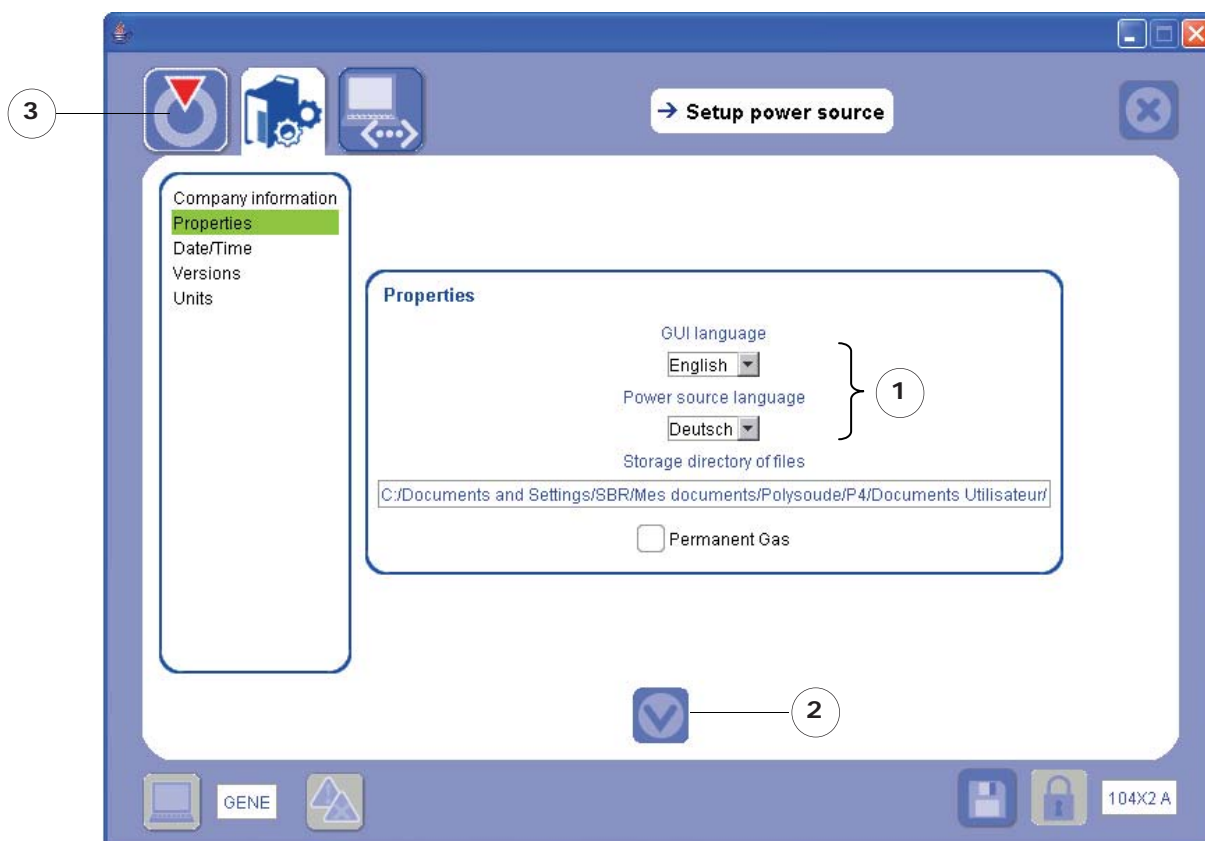 3
→ Setup power source
Company information
Properties
Date/Time
Versions
Units
Properties
GUI language
English
Power source language
Deutsch
1
Storage directory of files
C:/Documents and Settings/SBR/Mes documents/Polysoude/P4/Documents Utilisateur/
Permanent Gas
2
GENE
104X2 A